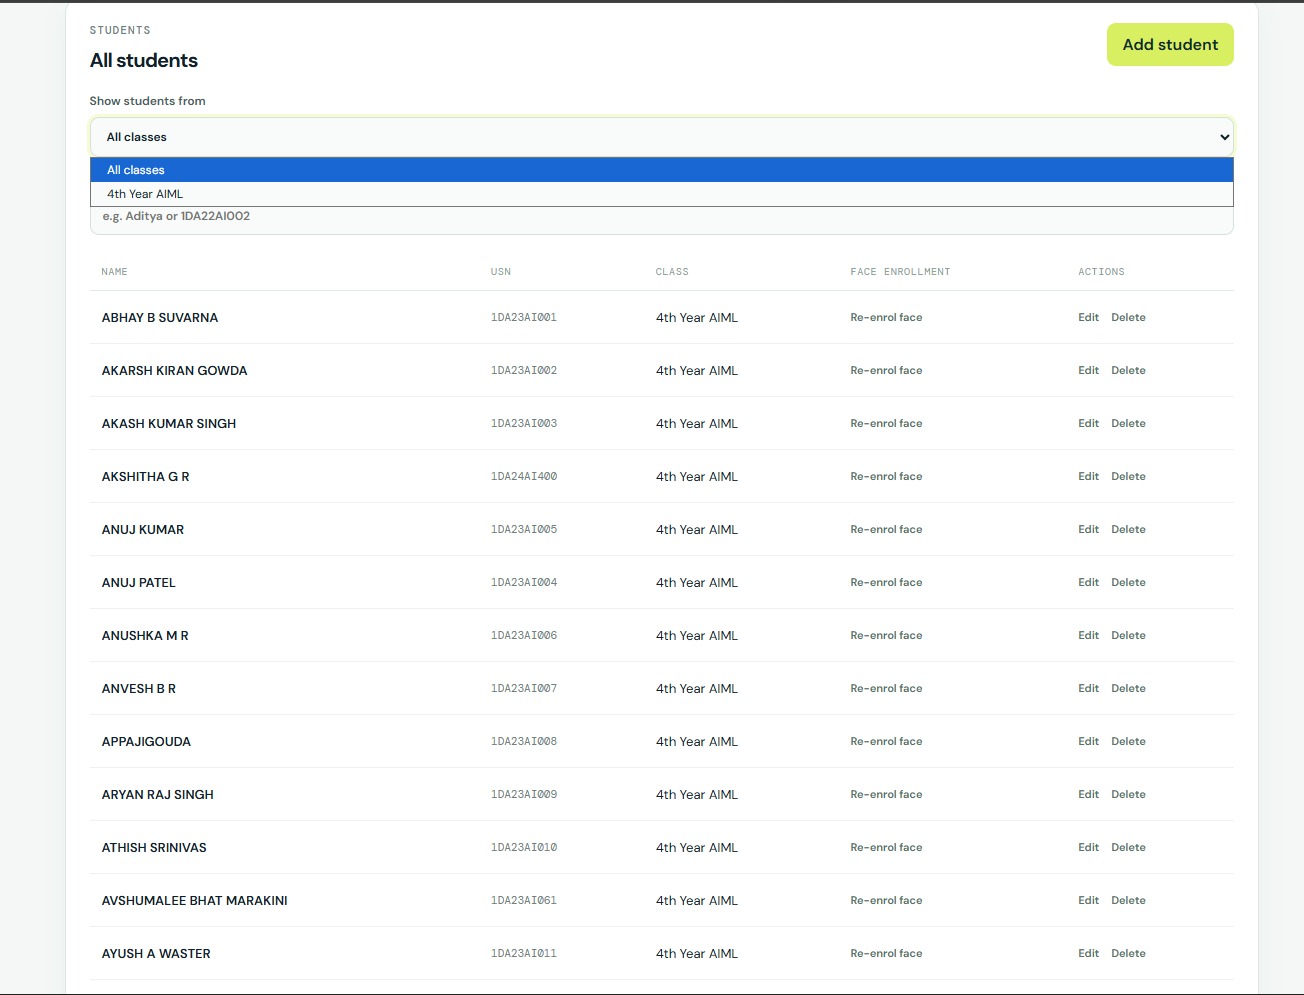 STUDENTS
All students
Add student
Show students from
All classes
All classes
4th Year AIML
e.g. Aditya or 1DA22AI002
NAME USN CLASS FACE ENROLLMENT ACTIONS
ABHAY B SUVARNA 1DA23AI001 4th Year AIML Re-enrol face Edit Delete
AKARSH KIRAN GOWDA 1DA23AI002 4th Year AIML Re-enrol face Edit Delete
AKASH KUMAR SINGH 1DA23AI003 4th Year AIML Re-enrol face Edit Delete
AKSHITHA G R 1DA24AI400 4th Year AIML Re-enrol face Edit Delete
ANUJ KUMAR 1DA23AI005 4th Year AIML Re-enrol face Edit Delete
ANUJ PATEL 1DA23AI004 4th Year AIML Re-enrol face Edit Delete
ANUSHKA M R 1DA23AI006 4th Year AIML Re-enrol face Edit Delete
ANVESH B R 1DA23AI007 4th Year AIML Re-enrol face Edit Delete
APPAJIGOUDA 1DA23AI008 4th Year AIML Re-enrol face Edit Delete
ARYAN RAJ SINGH 1DA23AI009 4th Year AIML Re-enrol face Edit Delete
ATHISH SRINIVAS 1DA23AI010 4th Year AIML Re-enrol face Edit Delete
AVSHUMALEE BHAT MARAKINI 1DA23AI061 4th Year AIML Re-enrol face Edit Delete
AYUSH A WASTER 1DA23AI011 4th Year AIML Re-enrol face Edit Delete